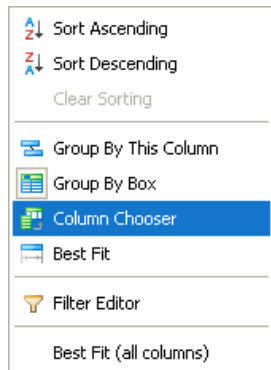 Sort Ascending
Sort Descending
Clear Sorting
Group By This Column
Group By Box
Column Chooser
Best Fit
Filter Editor
Best Fit (all columns)